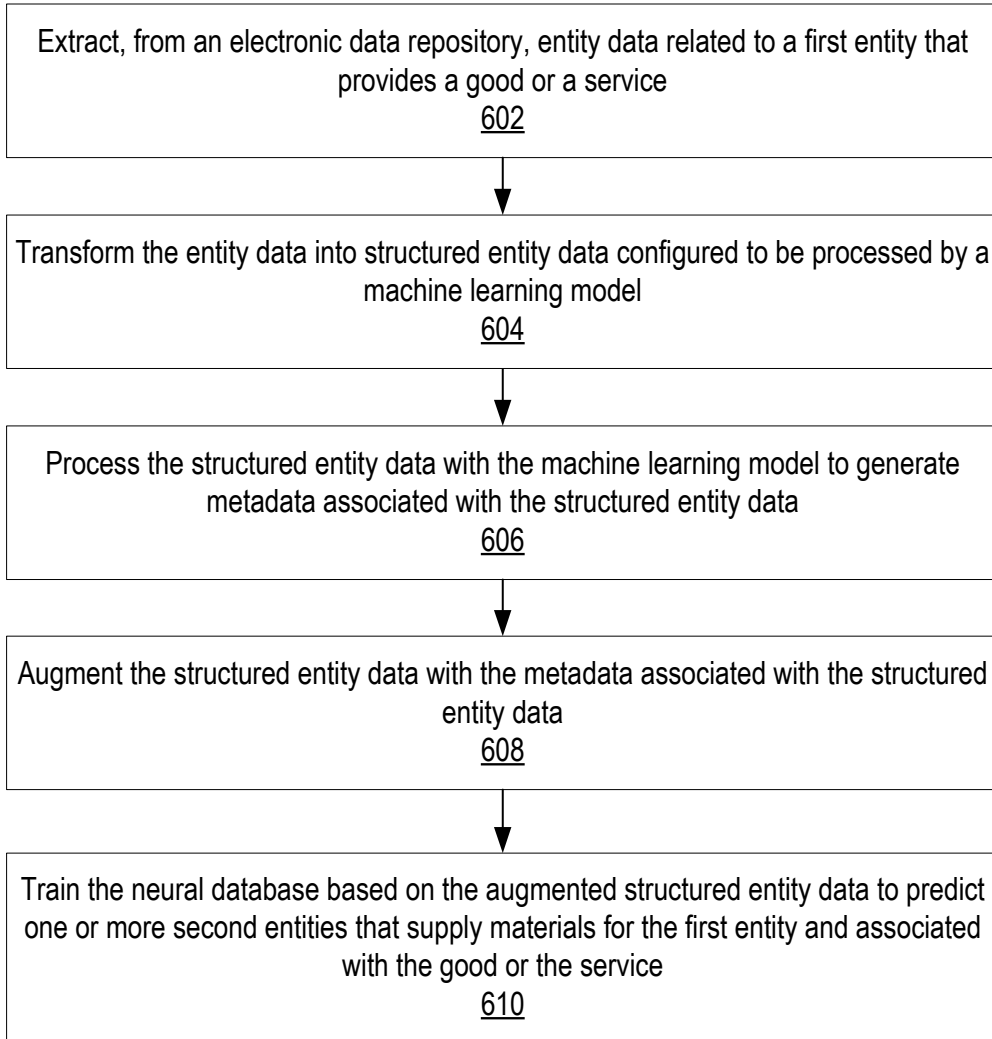 Extract, from an electronic data repository, entity data related to a first entity that
provides a good or a service
602
Transform the entity data into structured entity data configured to be processed by a
machine learning model
604
Process the structured entity data with the machine learning model to generate
metadata associated with the structured entity data
606
Augment the structured entity data with the metadata associated with the structured
entity data
608
Train the neural database based on the augmented structured entity data to predict
one or more second entities that supply materials for the first entity and associated
with the good or the service
610